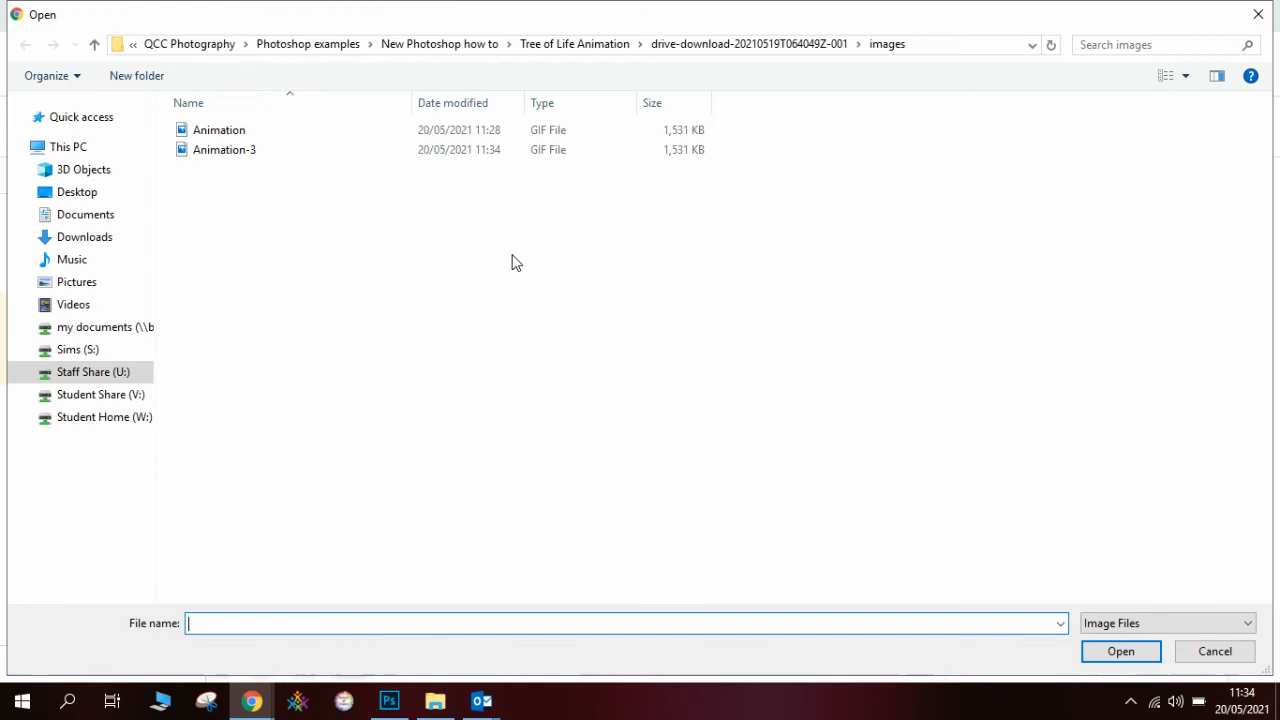 Open
« QCC Photography › Photoshop examples › New Photoshop how to › Tree of Life Animation › drive-download-20210519T064049Z-001 › images
Search images
Organize
New folder
Name
Date modified
Type
Size
Animation
20/05/2021 11:28
GIF File
1,531 KB
Animation-3
20/05/2021 11:34
GIF File
1,531 KB
Quick access
This PC
3D Objects
Desktop
Documents
Downloads
Music
Pictures
Videos
my documents (\\b
Sims (S:)
Staff Share (U:)
Student Share (V:)
Student Home (W:)
File name:
Image Files
Open
Cancel
Ps
11:34
20/05/2021